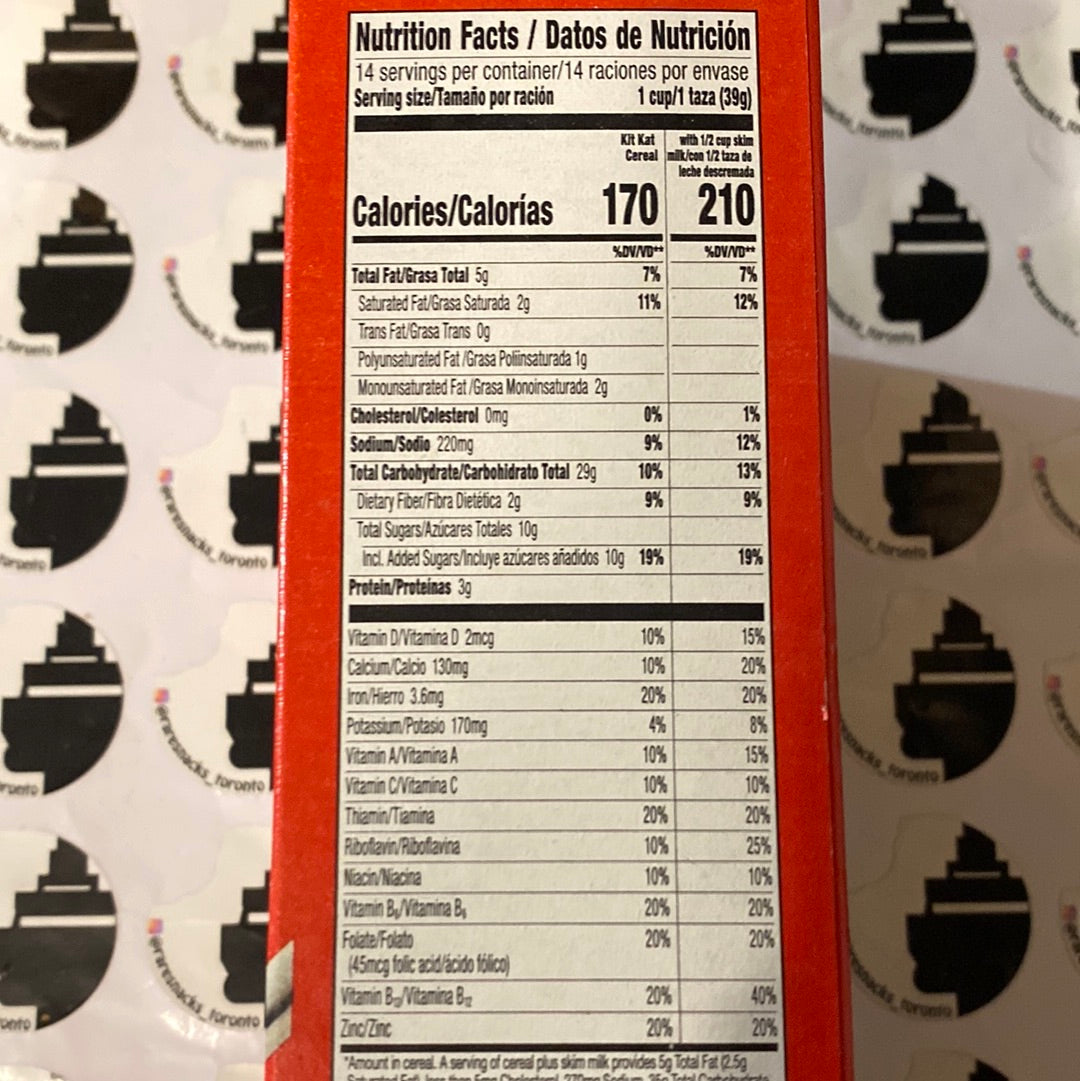 Nutrition Facts / Datos de Nutrición
14 servings per container/14 raciones por envase
Serving size/Tamaño por ración 1 cup/1 taza (39g)
Kit Kat Cereal with 1/2 cup skim milk/con 1/2 taza de leche descremada
Calories/Calorías 170 210
%DV/VD** %DV/VD**
Total Fat/Grasa Total 5g 7% 7%
Saturated Fat/Grasa Saturada 2g 11% 12%
Trans Fat/Grasa Trans 0g
Polyunsaturated Fat/Grasa Poliinsaturada 1g
Monounsaturated Fat/Grasa Monoinsaturada 2g
Cholesterol/Colesterol 0mg 0% 1%
Sodium/Sodio 220mg 9% 12%
Total Carbohydrate/Carbohidrato Total 29g 10% 13%
Dietary Fiber/Fibra Dietética 2g 9% 9%
Total Sugars/Azúcares Totales 10g
Incl. Added Sugars/Incluye azúcares añadidos 10g 19% 19%
Protein/Proteínas 3g
Vitamin D/Vitamina D 2mcg 10% 15%
Calcium/Calcio 130mg 10% 20%
Iron/Hierro 3.6mg 20% 20%
Potassium/Potasio 170mg 4% 8%
Vitamin A/Vitamina A 10% 15%
Vitamin C/Vitamina C 10% 10%
Thiamin/Tiamina 20% 20%
Riboflavin/Riboflavina 10% 25%
Niacin/Niacina 10% 10%
Vitamin B₆/Vitamina B₆ 20% 20%
Folate/Folato 20% 20%
(45mcg folic acid/ácido fólico)
Vitamin B₁₂/Vitamina B₁₂ 20% 40%
Zinc/Zinc 20% 20%
*Amount in cereal. A serving of cereal plus skim milk provides 5g Total Fat (2.5g
@raresnacks_toronto
@raresnacks_toronto
@raresnacks_toronto
@raresnacks_toronto